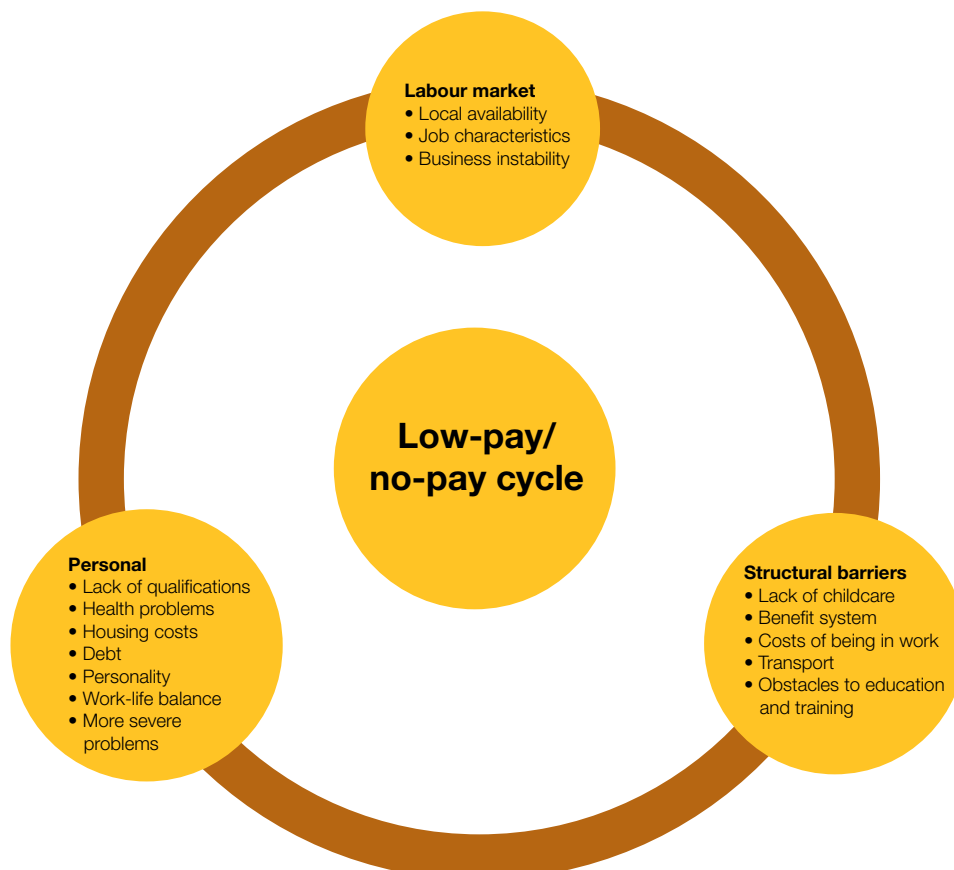 Labour market
• Local availability
• Job characteristics
• Business instability
Low-pay/
no-pay cycle
Personal
• Lack of qualifications
• Health problems
• Housing costs
• Debt
• Personality
• Work-life balance
• More severe
problems
Structural barriers
• Lack of childcare
• Benefit system
• Costs of being in work
• Transport
• Obstacles to education
and training